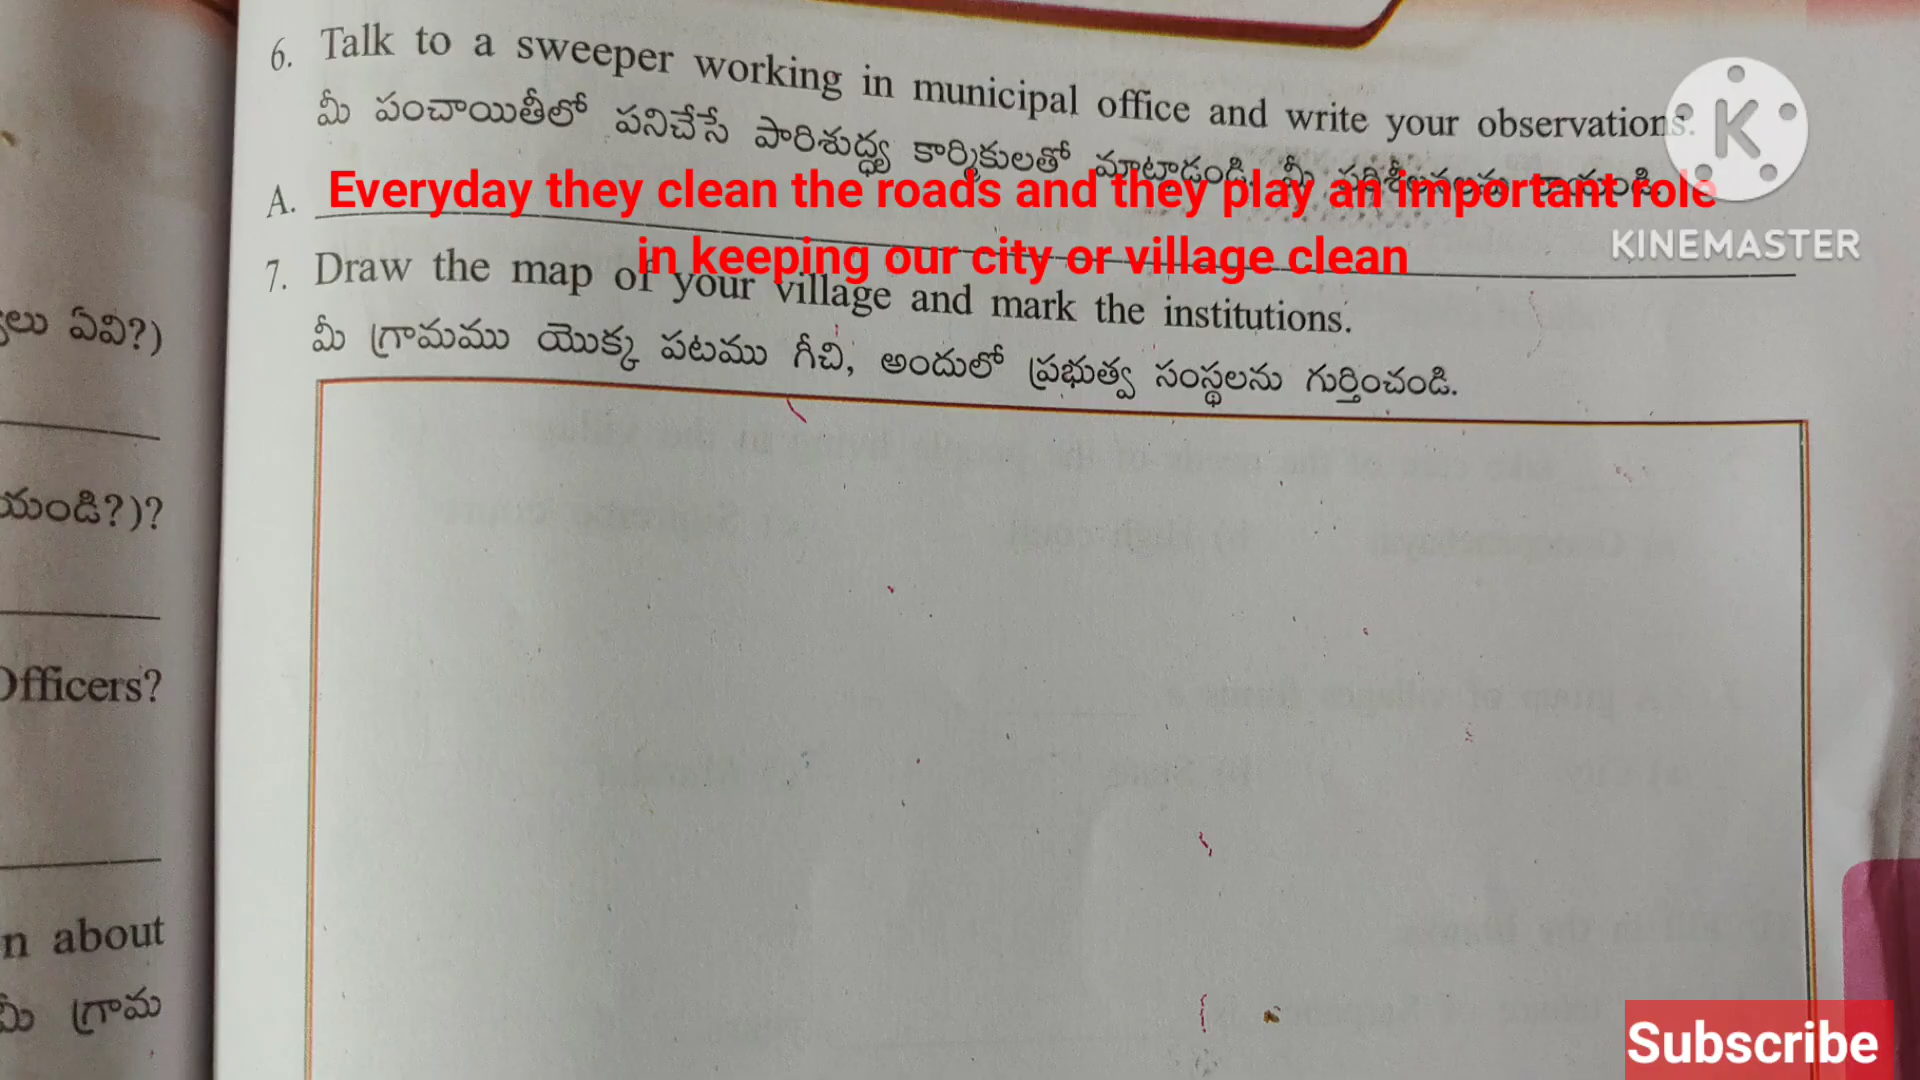 6. Talk to a sweeper working in municipal office and write your observations.
మీ పంచాయితీలో పనిచేసే పారిశుద్ధ్య కార్మికులతో మాట్లాడండి. మీ పరిశీలనలను రాయండి.
A. Everyday they clean the roads and they play an important role
in keeping our city or village clean
KINEMASTER
7. Draw the map of your village and mark the institutions.
మీ గ్రామము యొక్క పటము గీచి, అందులో ప్రభుత్వ సంస్థలను గుర్తించండి.
ఏవి?)
యండి?)?
Officers?
n about
మీ గ్రామ
Subscribe